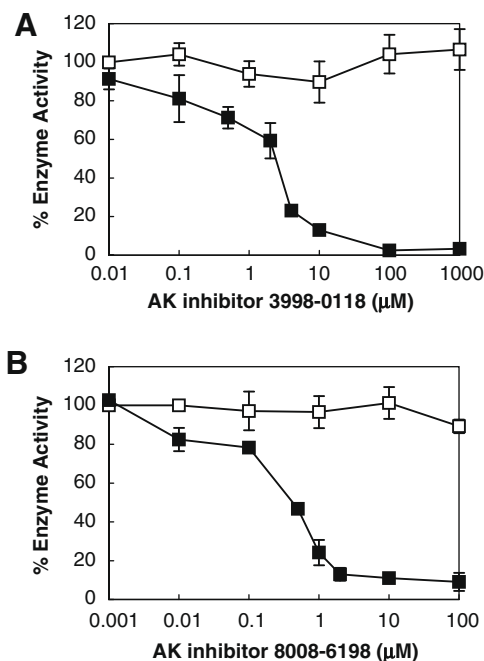 A
120
100
80
60
40
20
0
% Enzyme Activity
0.01 0.1 1 10 100 1000
AK inhibitor 3998-0118 (µM)
B
120
100
80
60
40
20
0
% Enzyme Activity
0.001 0.01 0.1 1 10 100
AK inhibitor 8008-6198 (µM)